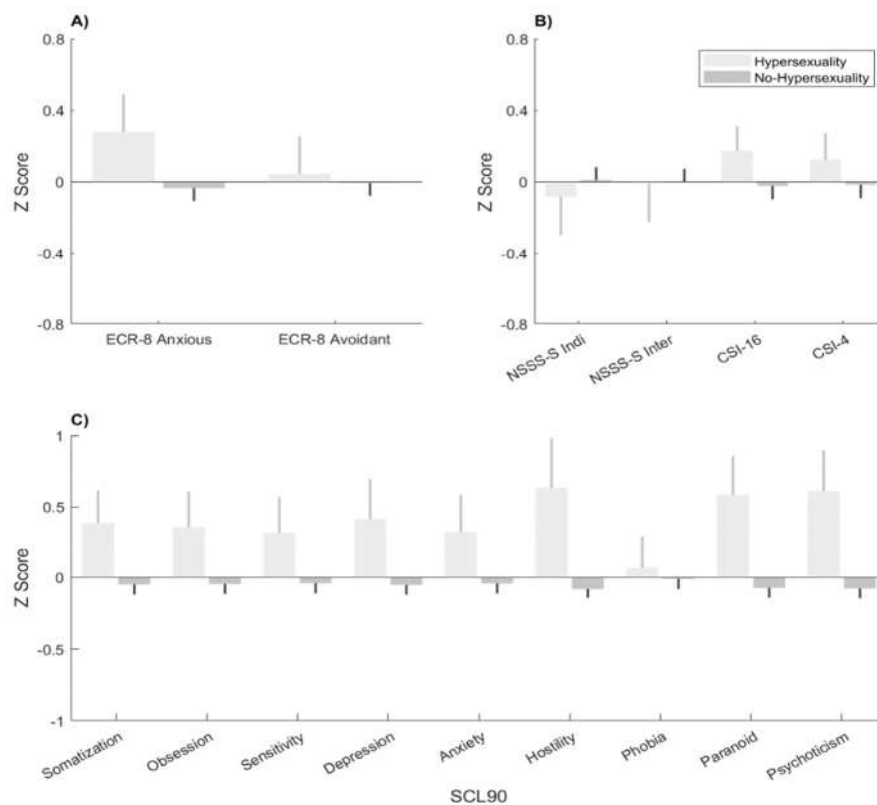 A)
0.8
0.4
0
-0.4
-0.8
Z Score
ECR-8 Anxious
ECR-8 Avoidant
B)
0.8
0.4
0
-0.4
-0.8
Z Score
Hypersexuality
No-Hypersexuality
NSSS-S Indi
NSSS-S Inter
CSI-16
CSI-4
C)
1
0.5
0
-0.5
-1
Z Score
Somatization
Obsession
Sensitivity
Depression
Anxiety
Hostility
Phobia
Paranoid
Psychoticism
SCL90